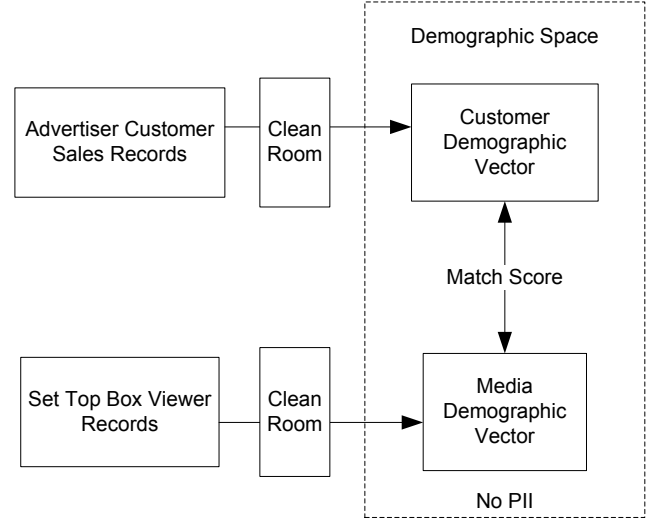 Demographic Space
Advertiser Customer
Sales Records
Clean
Room
Customer
Demographic
Vector
Match Score
Set Top Box Viewer
Records
Clean
Room
Media
Demographic
Vector
No PII